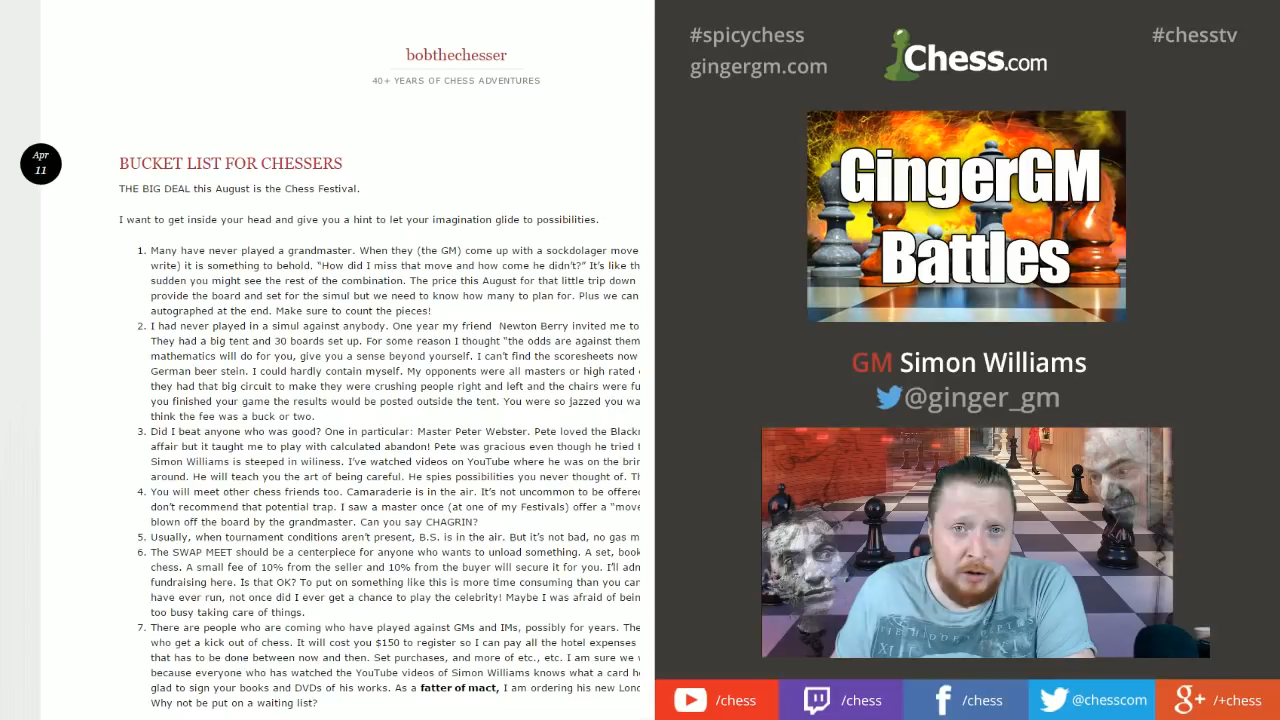 bobthechesser
40+ YEARS OF CHESS ADVENTURES
Apr
11
BUCKET LIST FOR CHESSERS
THE BIG DEAL this August is the Chess Festival.
I want to get inside your head and give you a hint to let your imagination glide to possibilities.
1. Many have never played a grandmaster. When they (the GM) come up with a sockdolager move
write) it is something to behold. “How did I miss that move and how come he didn’t?” It’s like th
sudden you might see the rest of the combination. The price this August for that little trip down
provide the board and set for the simul but we need to know how many to plan for. Plus we can
autographed at the end. Make sure to count the pieces!
2. I had never played in a simul against anybody. One year my friend Newton Berry invited me to
They had a big tent and 30 boards set up. For some reason I thought “the odds are against them
mathematics will do for you, give you a sense beyond yourself. I can’t find the scoresheets now
German beer stein. I could hardly contain myself. My opponents were all masters or high rated
they had that big circuit to make they were crushing people right and left and the chairs were fu
you finished your game the results would be posted outside the tent. You were so jazzed you wa
think the fee was a buck or two.
3. Did I beat anyone who was good? One in particular: Master Peter Webster. Pete loved the Blackm
affair but it taught me to play with calculated abandon! Pete was gracious even though he tried t
Simon Williams is steeped in wiliness. I’ve watched videos on YouTube where he was on the brin
around. He will teach you the art of being careful. He spies possibilities you never thought of. Th
4. You will meet other chess friends too. Camaraderie is in the air. It’s not uncommon to be offered
don’t recommend that potential trap. I saw a master once (at one of my Festivals) offer a “move
blown off the board by the grandmaster. Can you say CHAGRIN?
5. Usually, when tournament conditions aren’t present, B.S. is in the air. But it’s not bad, no gas m
6. The SWAP MEET should be a centerpiece for anyone who wants to unload something. A set, book
chess. A small fee of 10% from the seller and 10% from the buyer will secure it for you. I’ll adm
fundraising here. Is that OK? To put on something like this is more time consuming than you can
have ever run, not once did I ever get a chance to play the celebrity! Maybe I was afraid of bein
too busy taking care of things.
7. There are people who are coming who have played against GMs and IMs, possibly for years. The
who get a kick out of chess. It will cost you $150 to register so I can pay all the hotel expenses
that has to be done between now and then. Set purchases, and more of etc., etc. I am sure we
because everyone who has watched the YouTube videos of Simon Williams knows what a card h
glad to sign your books and DVDs of his works. As a fatter of mact, I am ordering his new Lond
Why not be put on a waiting list?
#spicychess
gingergm.com
Chess.com
#chesstv
GingerGM
Battles
GM Simon Williams
@ginger_gm
/chess
/chess
/chess
@chesscom
/+chess